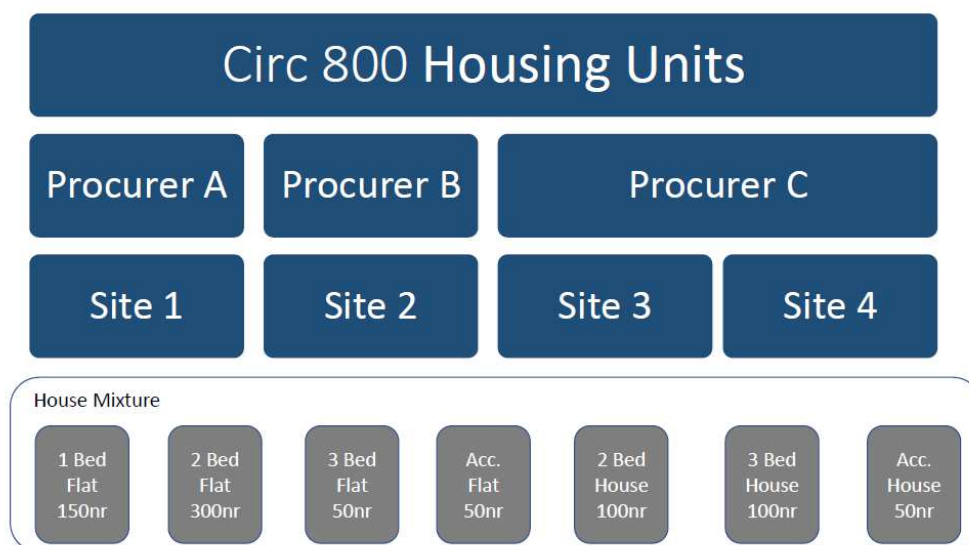 Circ 800 Housing Units
Procurer A
Procurer B
Procurer C
Site 1
Site 2
Site 3
Site 4
House Mixture
1 Bed
Flat
150nr
2 Bed
Flat
300nr
3 Bed
Flat
50nr
Acc.
Flat
50nr
2 Bed
House
100nr
3 Bed
House
100nr
Acc.
House
50nr